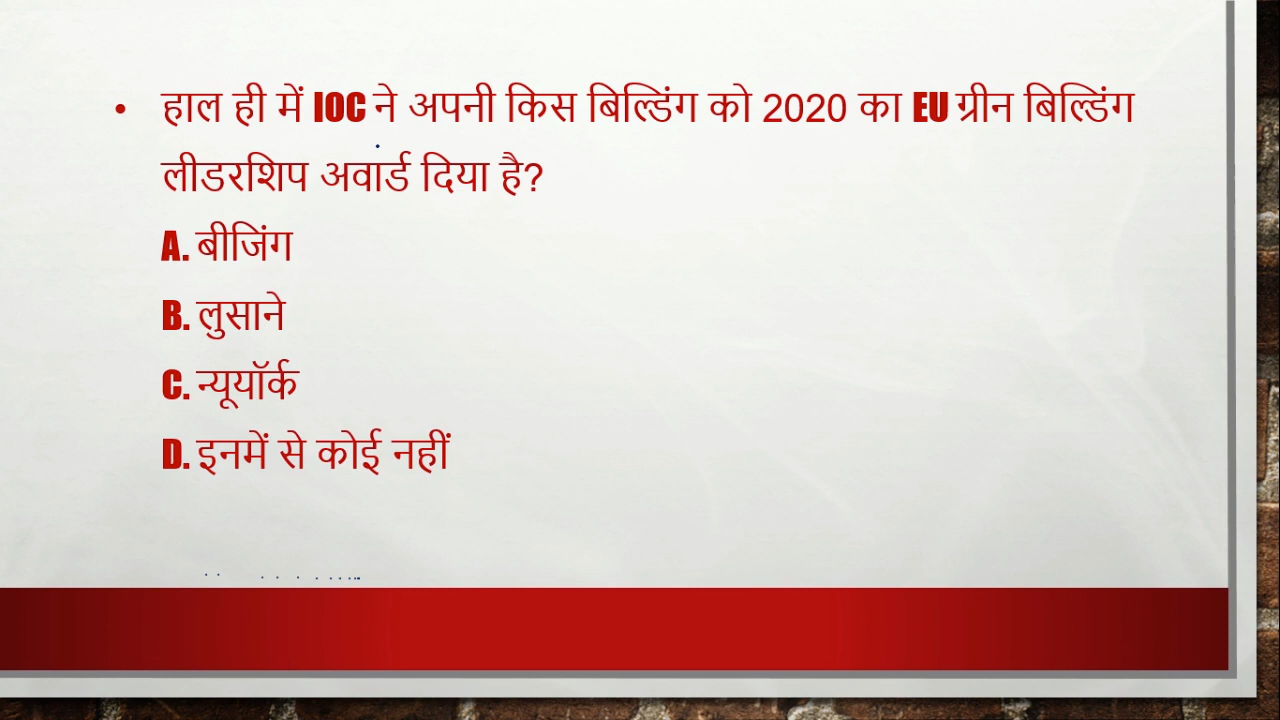 • हाल ही में IOC ने अपनी किस बिल्डिंग को 2020 का EU ग्रीन बिल्डिंग
लीडरशिप अवार्ड दिया है?
A. बीजिंग
B. लुसाने
C. न्यूयॉर्क
D. इनमें से कोई नहीं